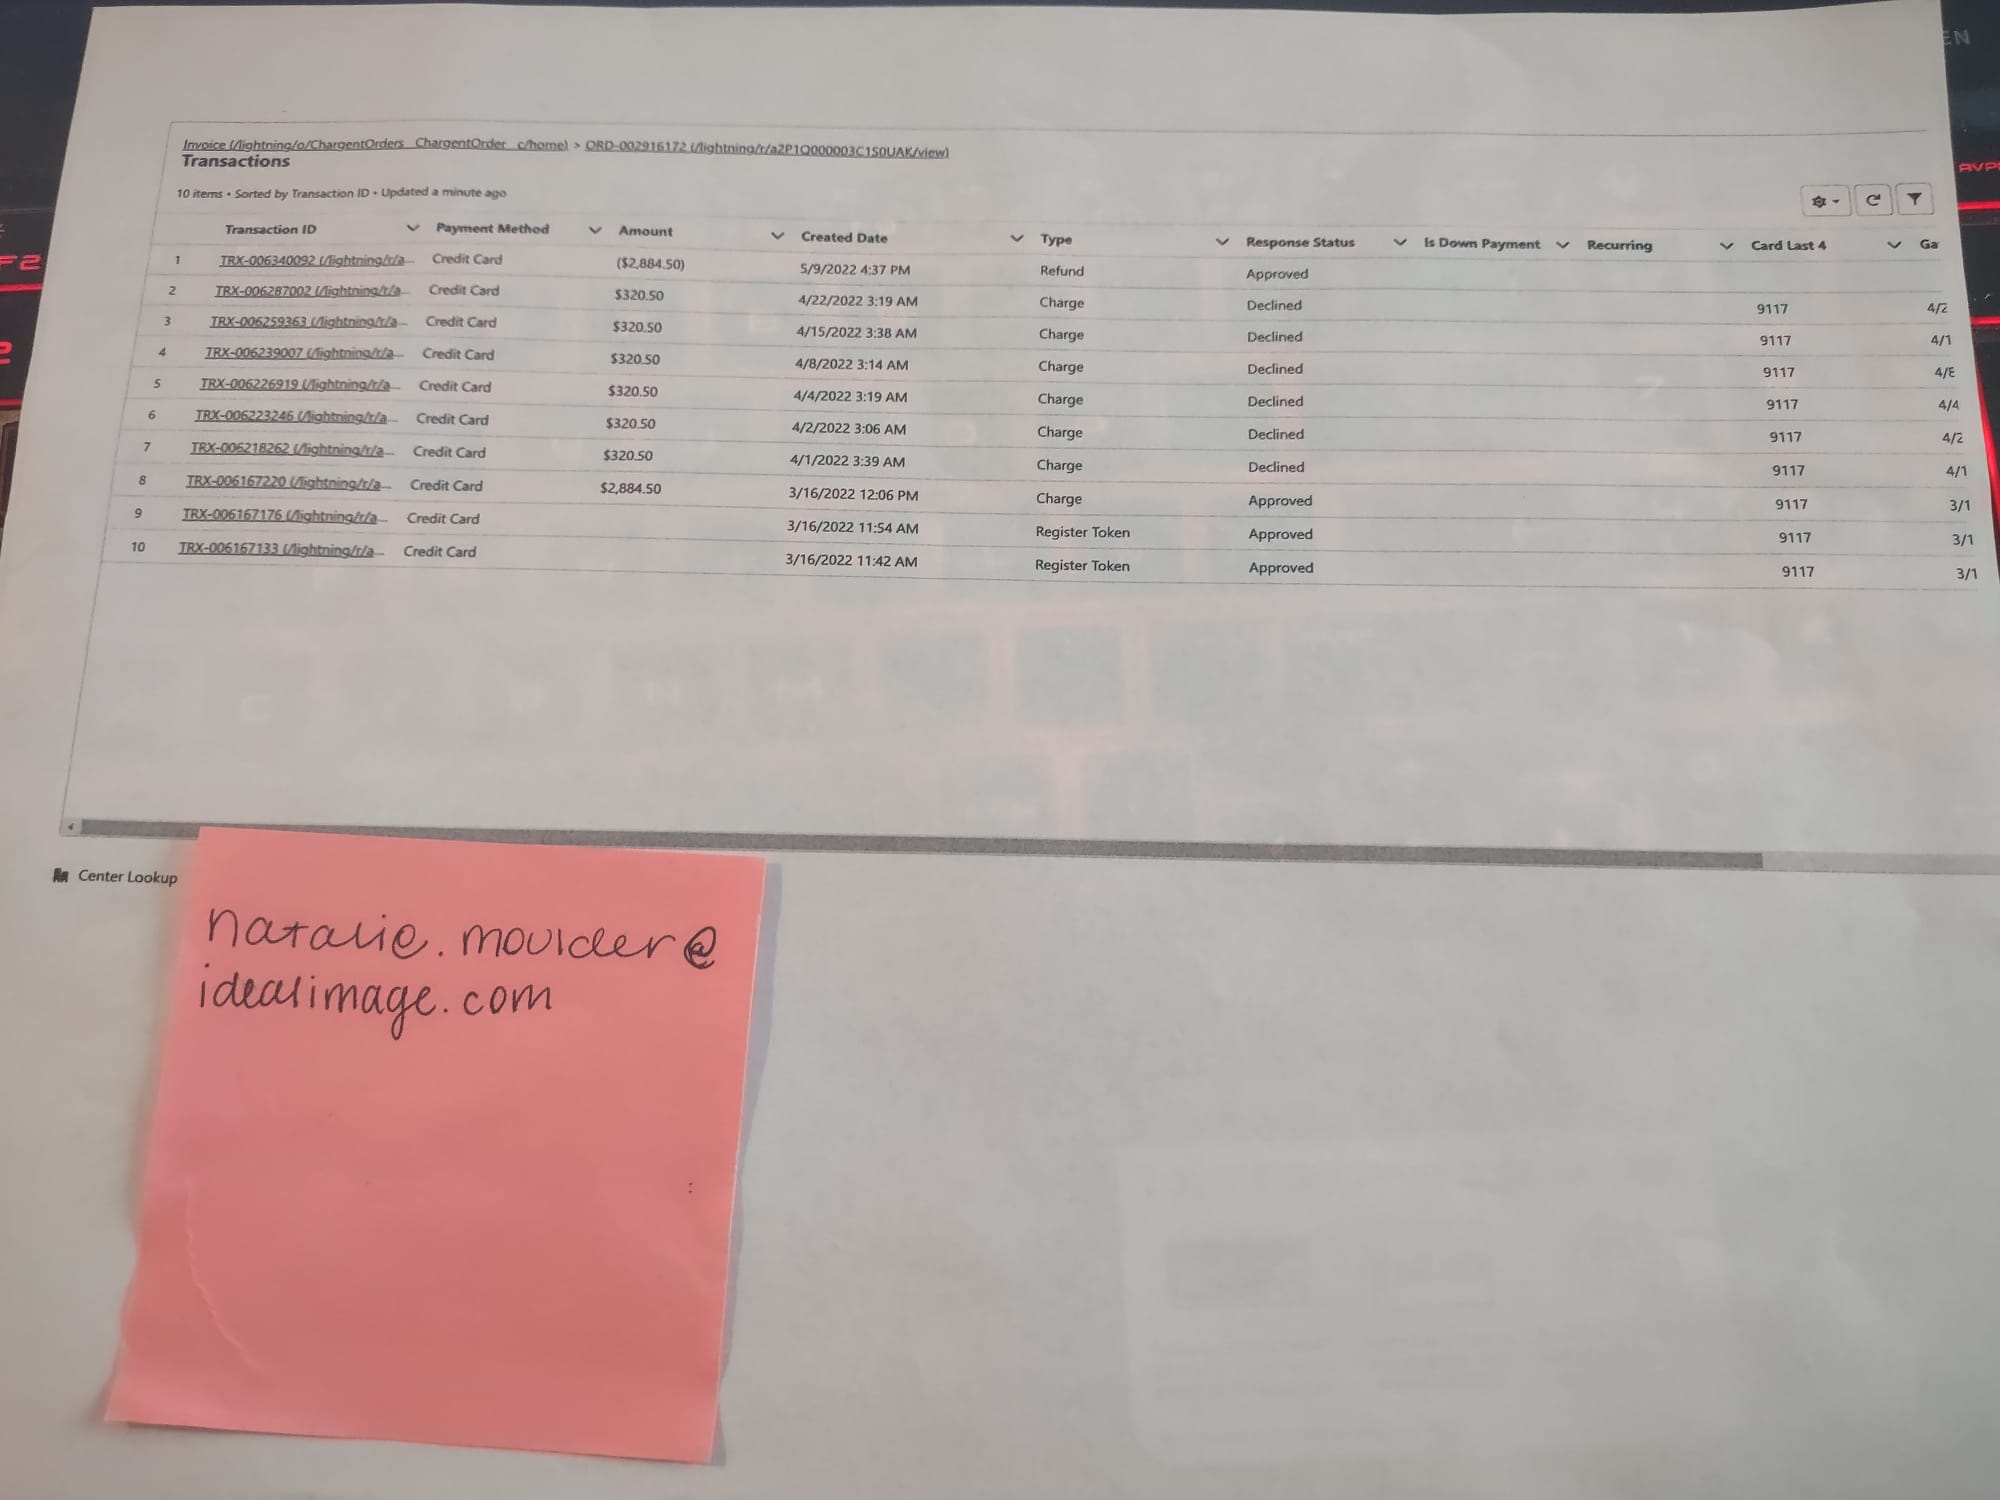 EN
Invoice (/lightning/o/ChargentOrders__ChargentOrder__c/home) > ORD-002916172 (/lightning/r/a2P1Q000003C1S0UAK/view)
Transactions
10 items • Sorted by Transaction ID • Updated a minute ago
Transaction ID Payment Method Amount Created Date Type Response Status Is Down Payment Recurring Card Last 4 Ga
1 TRX-006340092 (/lightning/r/a... Credit Card ($2,884.50) 5/9/2022 4:37 PM Refund Approved
2 TRX-006287002 (/lightning/r/a... Credit Card $320.50 4/22/2022 3:19 AM Charge Declined 9117 4/2
3 TRX-006259363 (/lightning/r/a... Credit Card $320.50 4/15/2022 3:38 AM Charge Declined 9117 4/1
4 TRX-006239007 (/lightning/r/a... Credit Card $320.50 4/8/2022 3:14 AM Charge Declined 9117 4/8
5 TRX-006226919 (/lightning/r/a... Credit Card $320.50 4/4/2022 3:19 AM Charge Declined 9117 4/4
6 TRX-006223246 (/lightning/r/a... Credit Card $320.50 4/2/2022 3:06 AM Charge Declined 9117 4/2
7 TRX-006218262 (/lightning/r/a... Credit Card $320.50 4/1/2022 3:39 AM Charge Declined 9117 4/1
8 TRX-006167220 (/lightning/r/a... Credit Card $2,884.50 3/16/2022 12:06 PM Charge Approved 9117 3/1
9 TRX-006167176 (/lightning/r/a... Credit Card 3/16/2022 11:54 AM Register Token Approved 9117 3/1
10 TRX-006167133 (/lightning/r/a... Credit Card 3/16/2022 11:42 AM Register Token Approved 9117 3/1
F2
Center Lookup
natalie.moulder@
idealimage.com